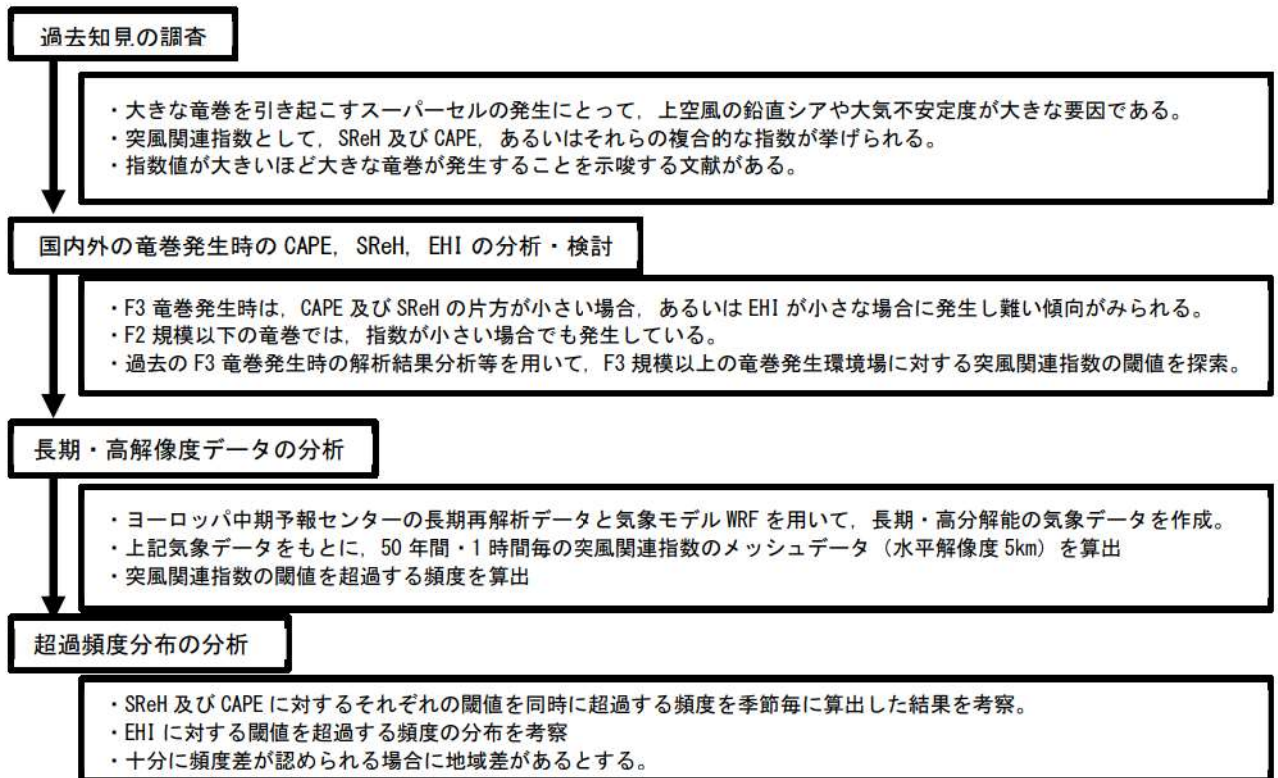 過去知見の調査
・大きな竜巻を引き起こすスーパーセルの発生にとって，上空風の鉛直シアや大気不安定度が大きな要因である。
・突風関連指数として，SReH 及び CAPE，あるいはそれらの複合的な指数が挙げられる。
・指数値が大きいほど大きな竜巻が発生することを示唆する文献がある。
国内外の竜巻発生時の CAPE，SReH，EHI の分析・検討
・F3 竜巻発生時は，CAPE 及び SReH の片方が小さい場合，あるいは EHI が小さな場合に発生し難い傾向がみられる。
・F2 規模以下の竜巻では，指数が小さい場合でも発生している。
・過去の F3 竜巻発生時の解析結果分析等を用いて，F3 規模以上の竜巻発生環境場に対する突風関連指数の閾値を探索。
長期・高解像度データの分析
・ヨーロッパ中期予報センターの長期再解析データと気象モデル WRF を用いて，長期・高分解能の気象データを作成。
・上記気象データをもとに，50 年間・1 時間毎の突風関連指数のメッシュデータ（水平解像度 5km）を算出
・突風関連指数の閾値を超過する頻度を算出
超過頻度分布の分析
・SReH 及び CAPE に対するそれぞれの閾値を同時に超過する頻度を季節毎に算出した結果を考察。
・EHI に対する閾値を超過する頻度の分布を考察
・十分に頻度差が認められる場合に地域差があるとする。